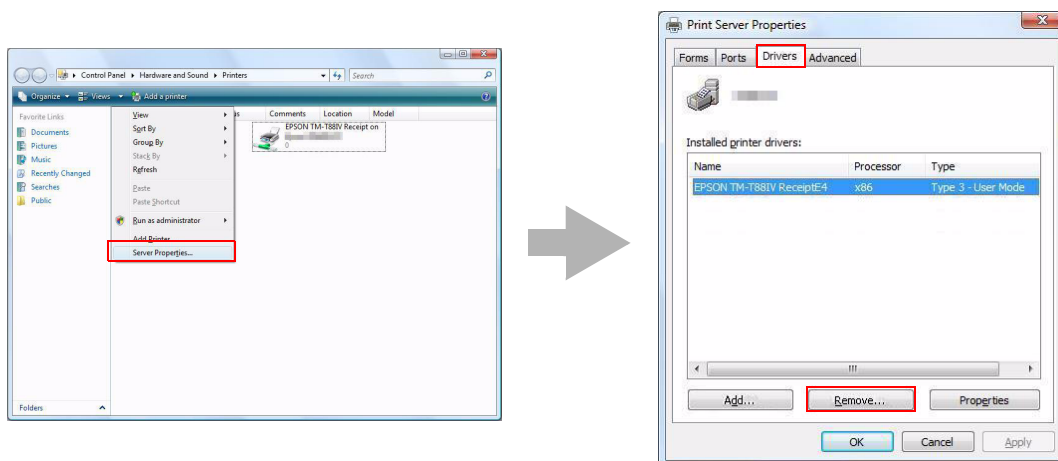 Control Panel ▸ Hardware and Sound ▸ Printers
Search
Organize
Views
Add a printer
Favorite Links
Documents
Pictures
Music
Recently Changed
Searches
Public
Folders
us Comments Location Model
EPSON TM-T88IV Receipt on
0
View
Sort By
Group By
Stack By
Refresh
Paste
Paste Shortcut
Run as administrator
Add Printer
Server Properties...
Print Server Properties
Forms Ports Drivers Advanced
Installed printer drivers:
Name Processor Type
EPSON TM-T88IV ReceiptE4 x86 Type 3 - User Mode
Add... Remove... Properties
OK Cancel Apply